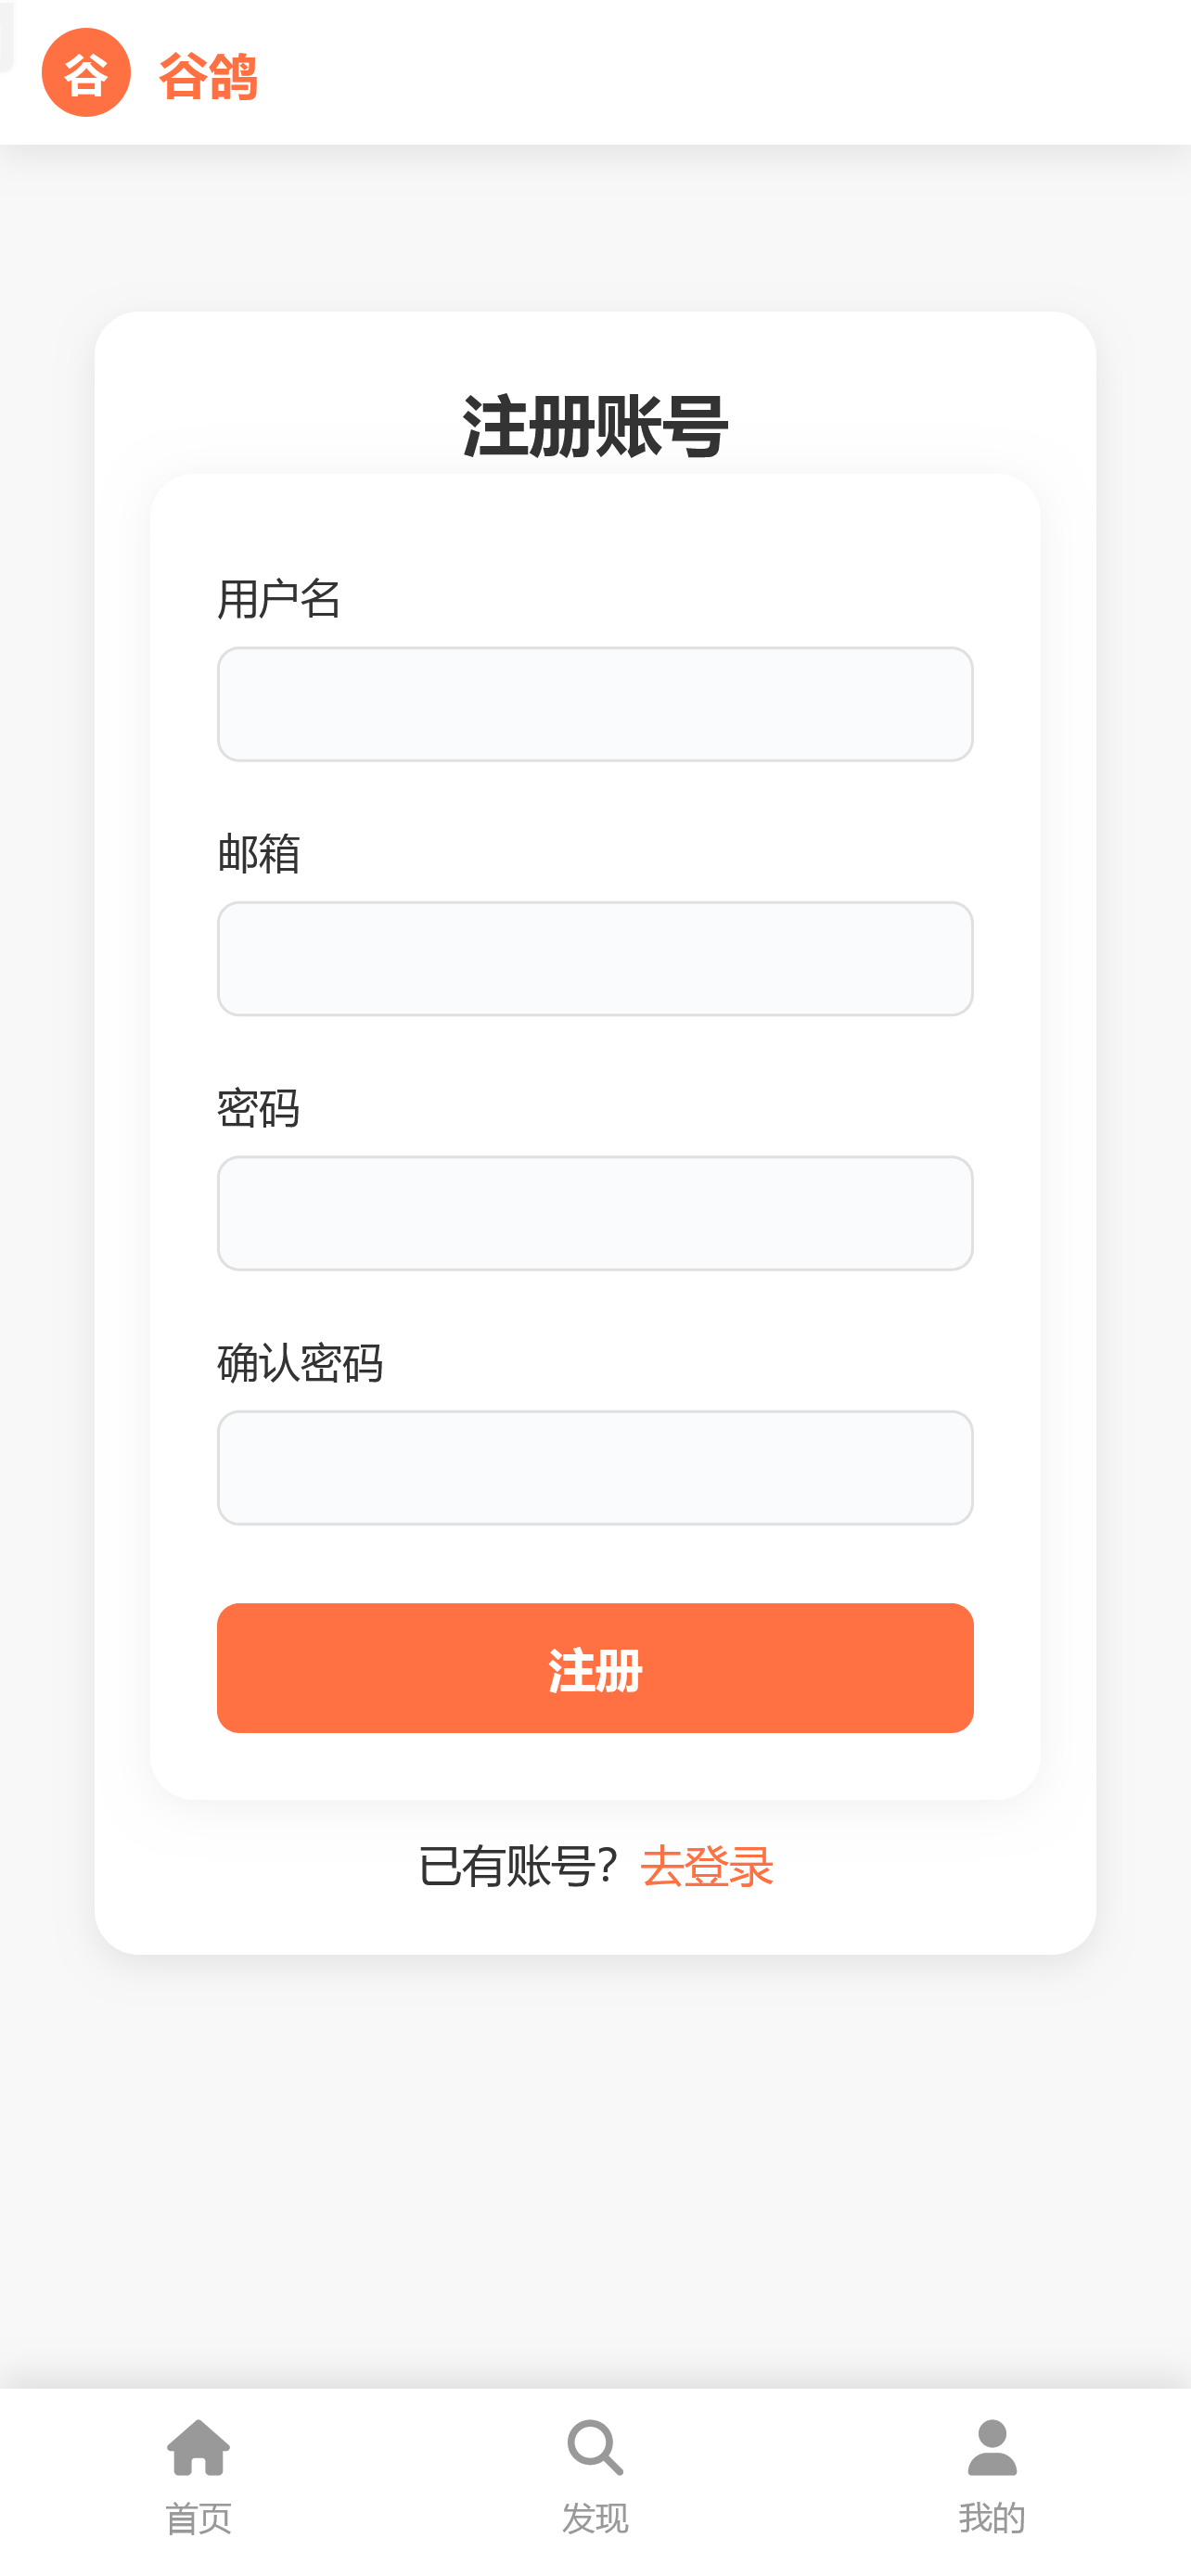 谷 谷鸽
注册账号
用户名
邮箱
密码
确认密码
注册
已有账号？去登录
首页 发现 我的